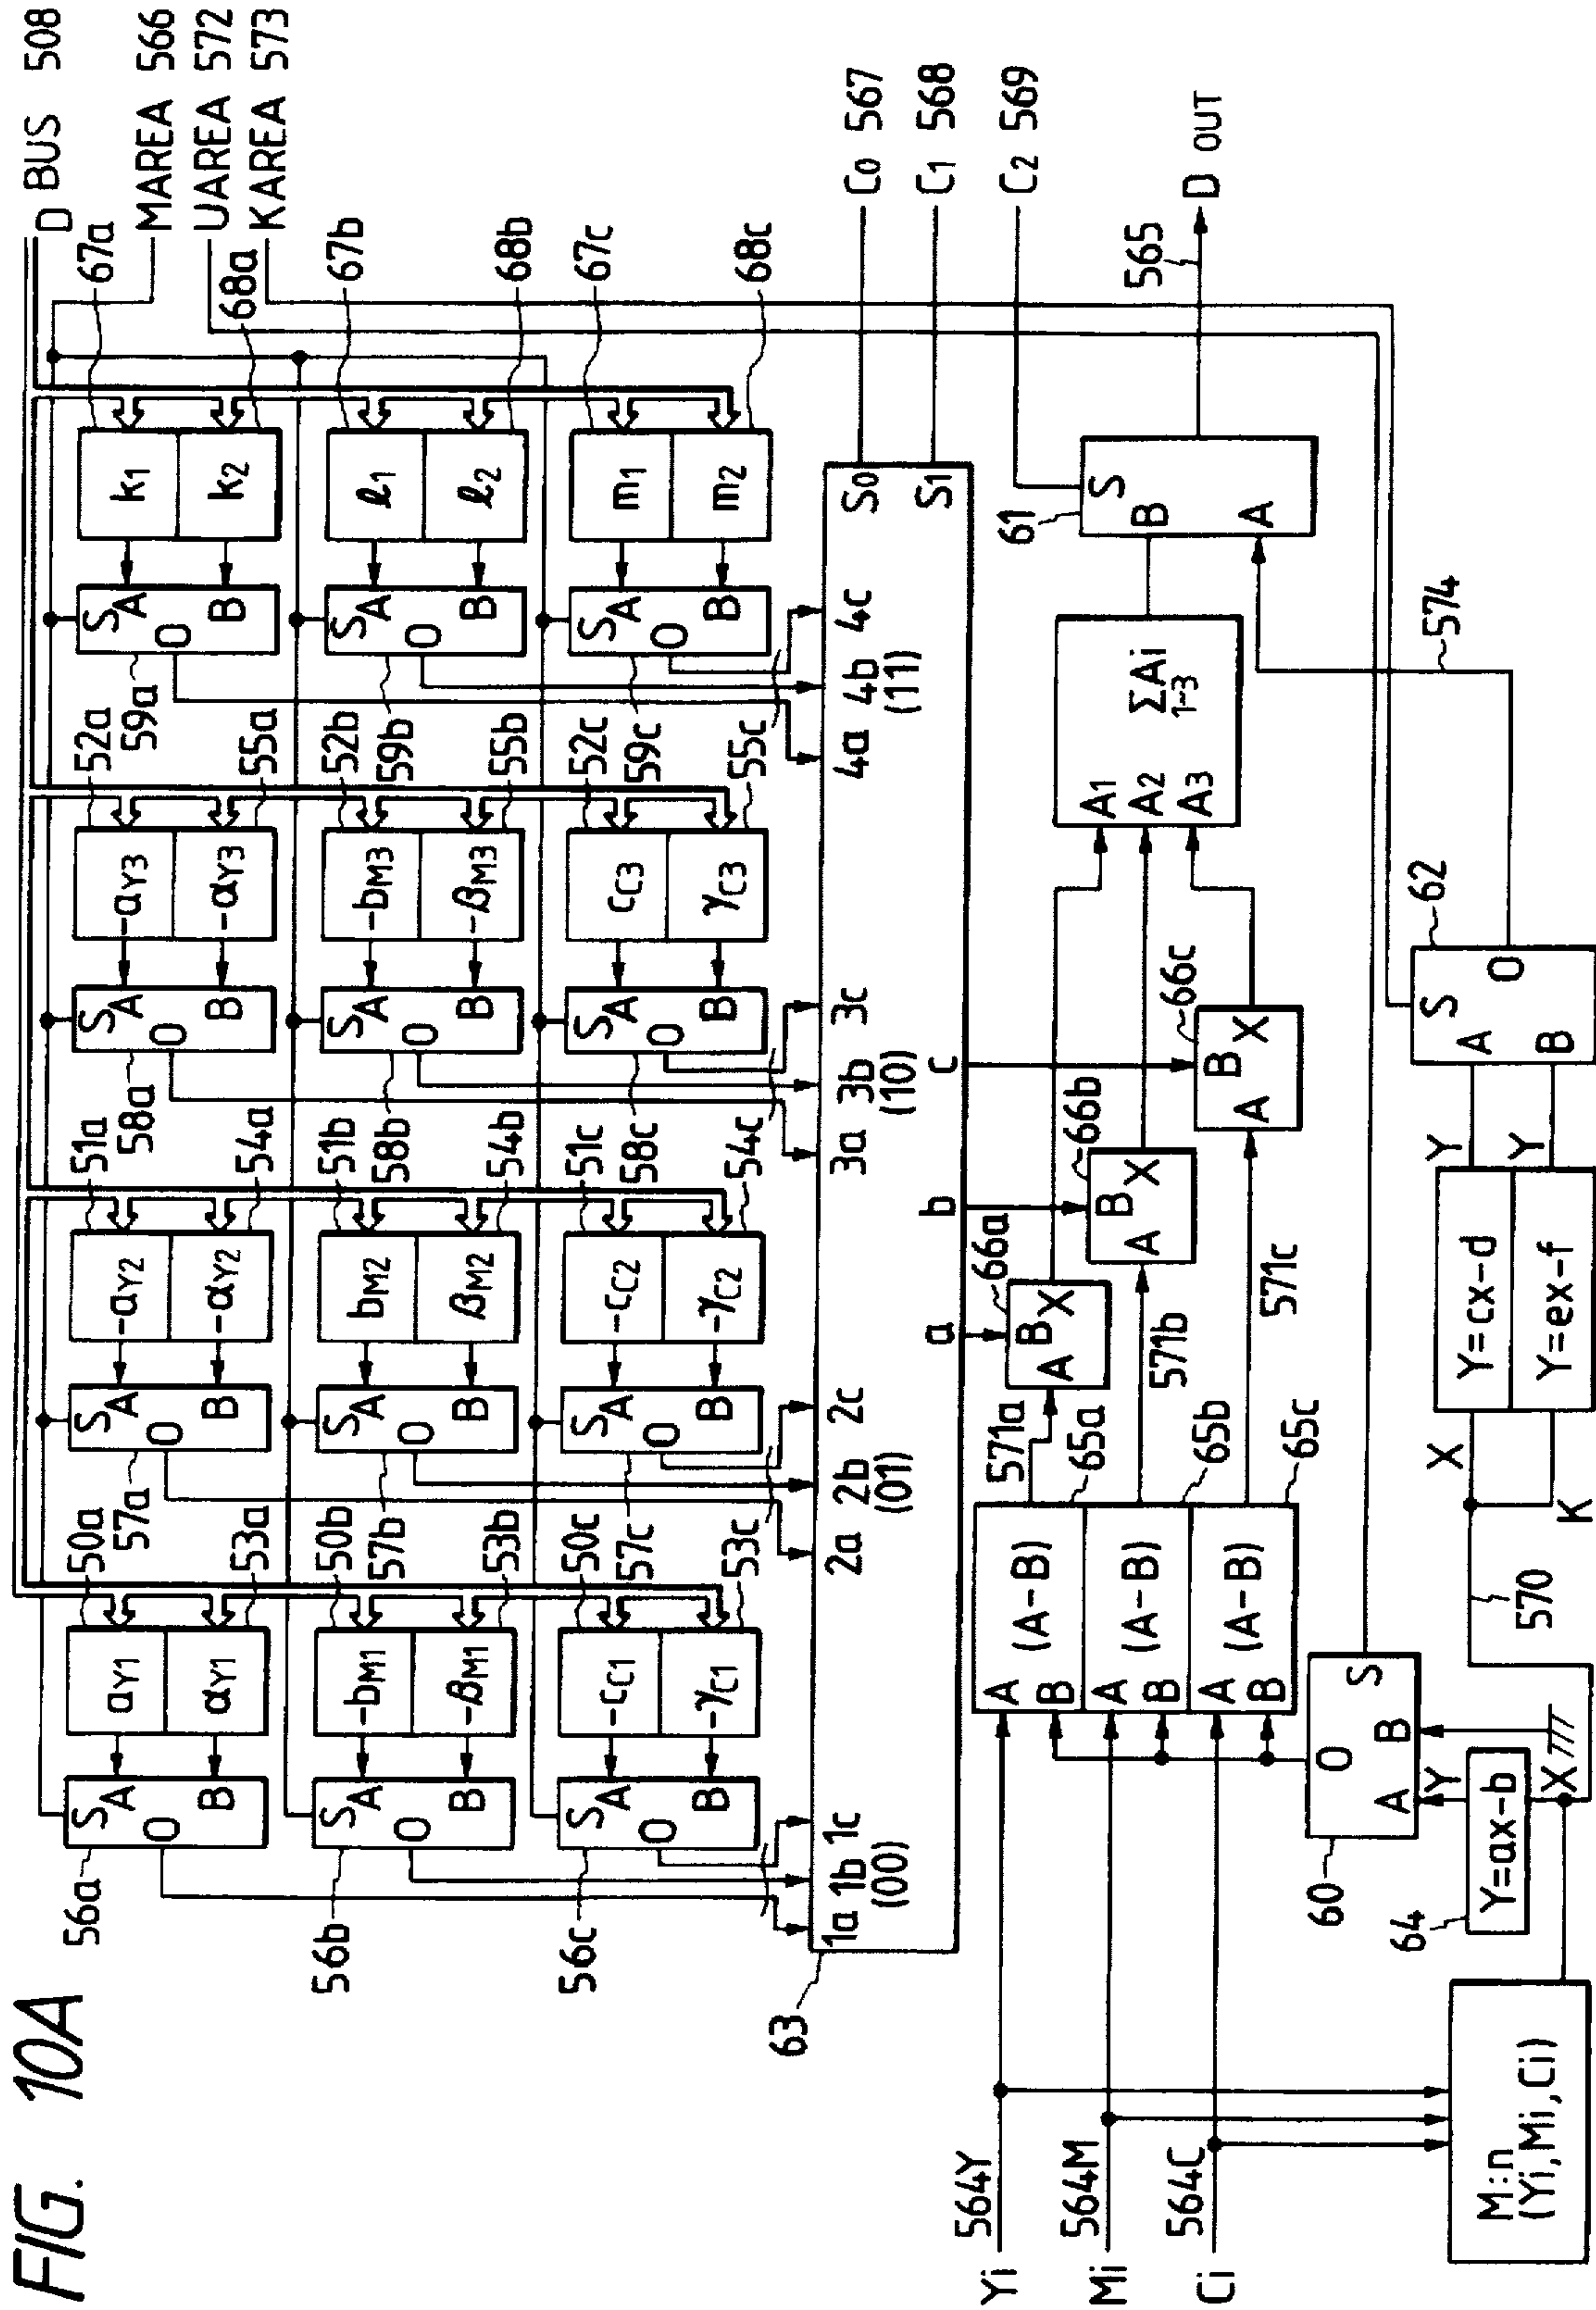 FIG. 10A
D BUS 508
MAREA 566
UAREA 572
KAREA 573
50a
aY1
αY1
53a
S
A
O
B
56a
57a
51a
-aY2
-αY2
54a
S
A
O
B
58a
52a
-aY3
-αY3
55a
S
A
O
B
59a
67a
k1
k2
68a
S
A
O
B
50b
-bM1
-βM1
53b
S
A
O
B
56b
57b
51b
bM2
βM2
54b
S
A
O
B
58b
52b
-bM3
-βM3
55b
S
A
O
B
59b
67b
ℓ1
ℓ2
68b
S
A
O
B
50c
-cC1
-γC1
53c
S
A
O
B
56c
57c
51c
-cC2
-γC2
54c
S
A
O
B
58c
52c
cC3
γC3
55c
S
A
O
B
59c
67c
m1
m2
68c
S
A
O
B
63
1a 1b 1c
(00)
2a 2b 2c
(01)
3a 3b 3c
(10)
4a 4b 4c
(11)
S0
S1
C0 567
C1 568
C2 569
a
b
c
564Y
Yi
564M
Mi
564C
Ci
A
B
(A-B)
A
B
(A-B)
A
B
(A-B)
571a
65a
571b
65b
571c
65c
66a
B
A
X
66b
B
A
X
66c
B
A
X
A1
A2
A3
ΣAi
1~3
61
S
B
A
565
D OUT
574
60
O
S
A
B
64
Y=ax-b
Y
X
M:n
(Yi,Mi,Ci)
570
X
K
Y=cx-d
Y=ex-f
Y
Y
62
S
A
O
B